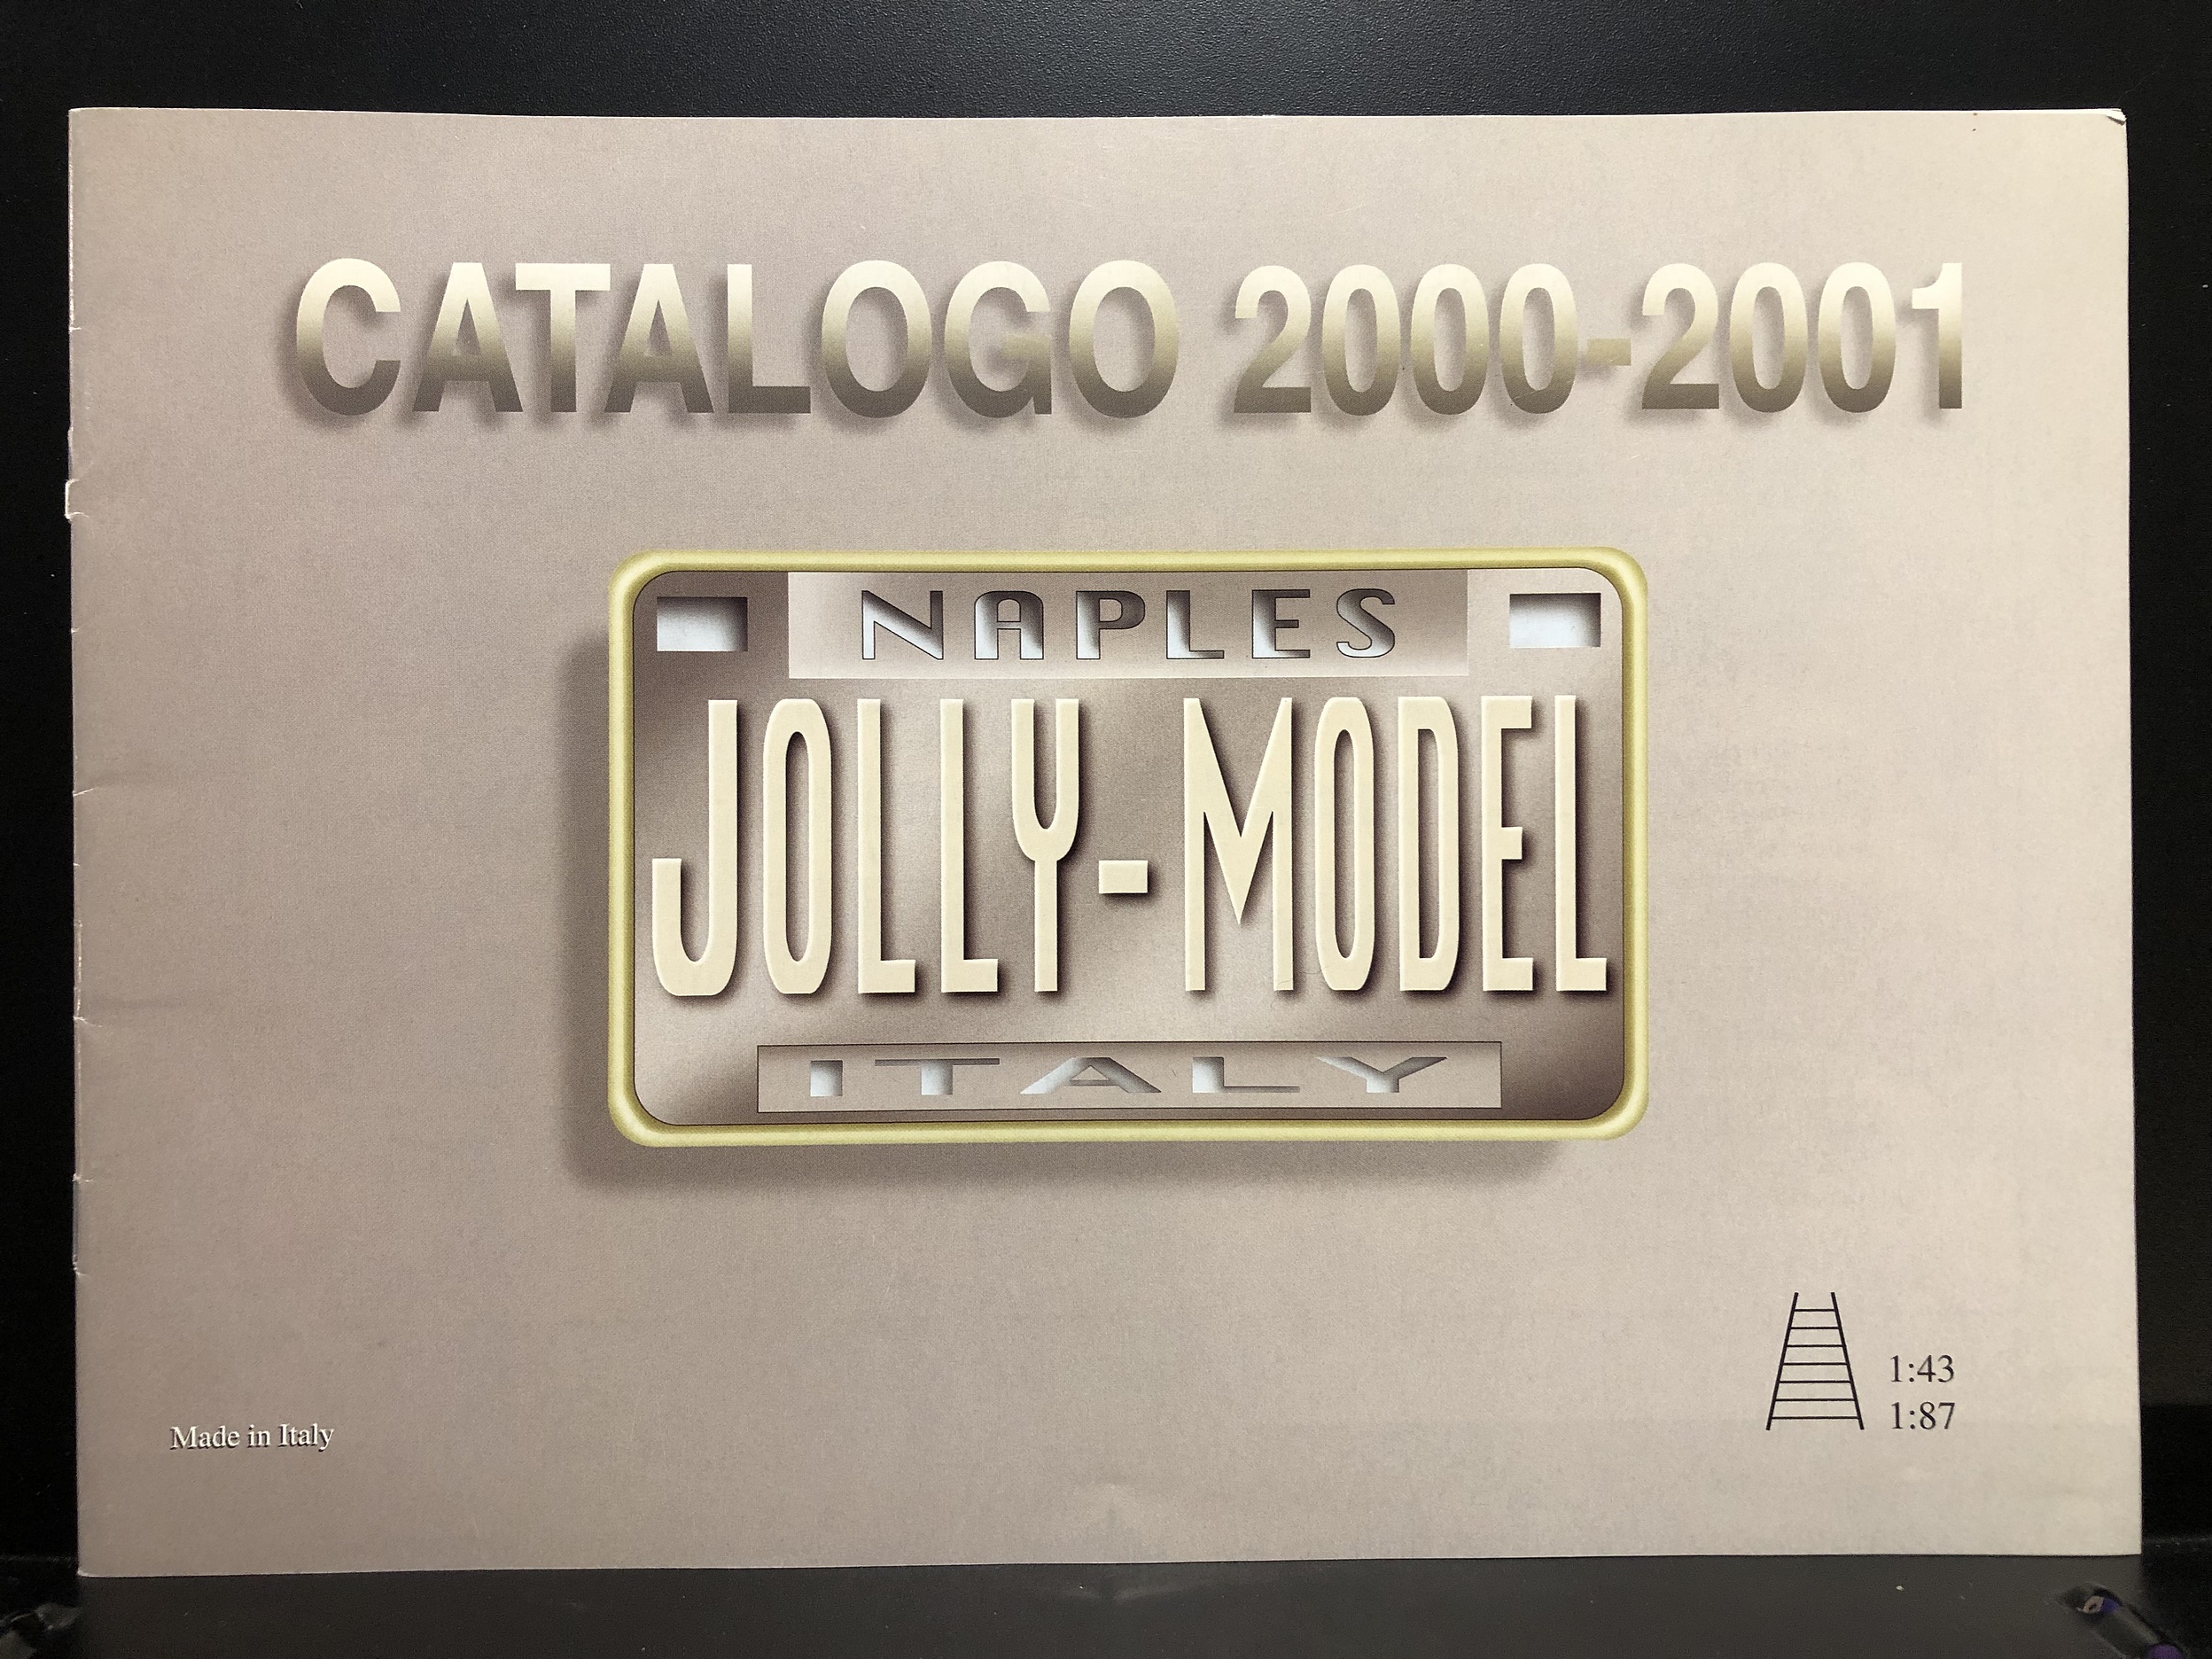 CATALOGO 2000-2001
NAPLES
JOLLY-MODEL
ITALY
1:43
1:87
Made in Italy